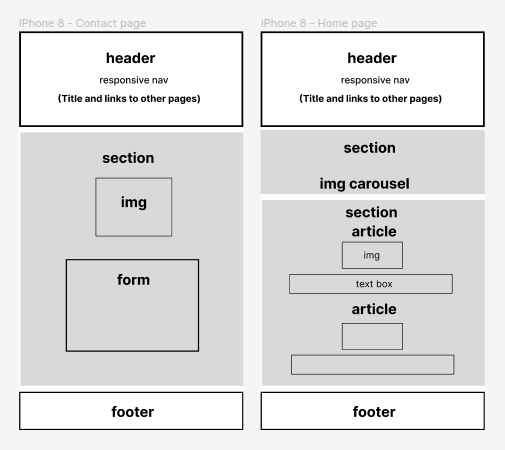 iPhone 8 - Contact page
header
responsive nav
(Title and links to other pages)
section
img
form
footer
iPhone 8 - Home page
header
responsive nav
(Title and links to other pages)
section
img carousel
section
article
img
text box
article
footer